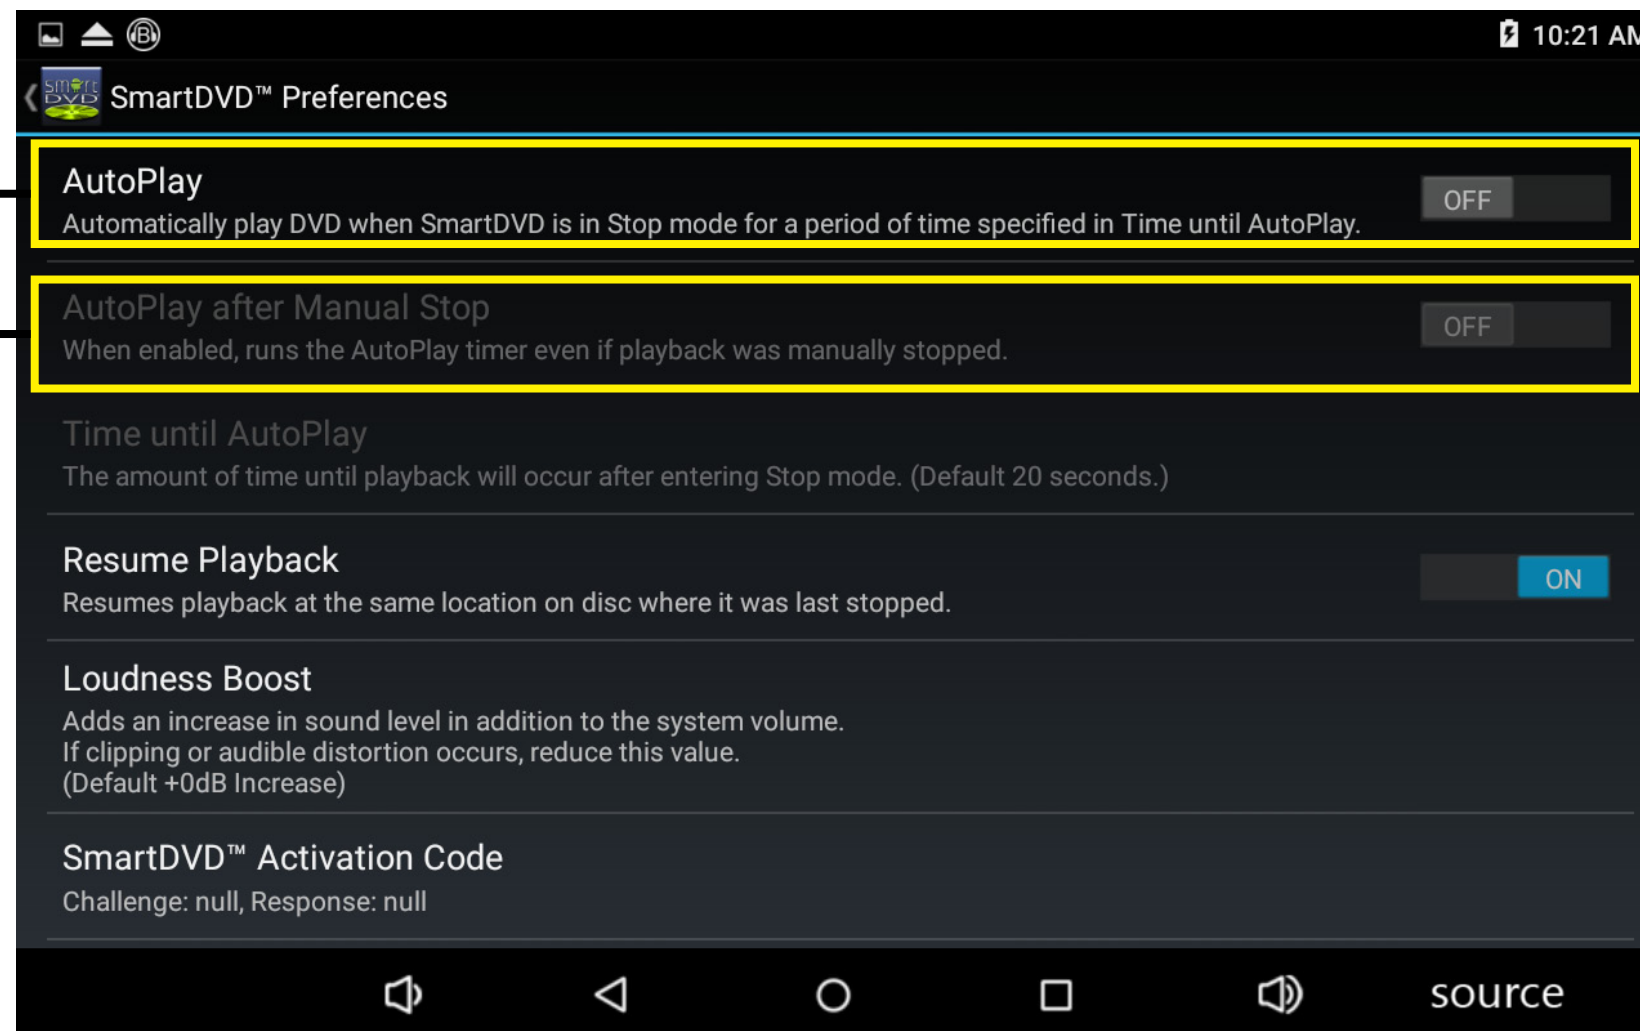 10:21 AM
smart
DVD
SmartDVD™ Preferences
AutoPlay
OFF
Automatically play DVD when SmartDVD is in Stop mode for a period of time specified in Time until AutoPlay.
AutoPlay after Manual Stop
OFF
When enabled, runs the AutoPlay timer even if playback was manually stopped.
Time until AutoPlay
The amount of time until playback will occur after entering Stop mode. (Default 20 seconds.)
Resume Playback
ON
Resumes playback at the same location on disc where it was last stopped.
Loudness Boost
Adds an increase in sound level in addition to the system volume.
If clipping or audible distortion occurs, reduce this value.
(Default +0dB Increase)
SmartDVD™ Activation Code
Challenge: null, Response: null
source